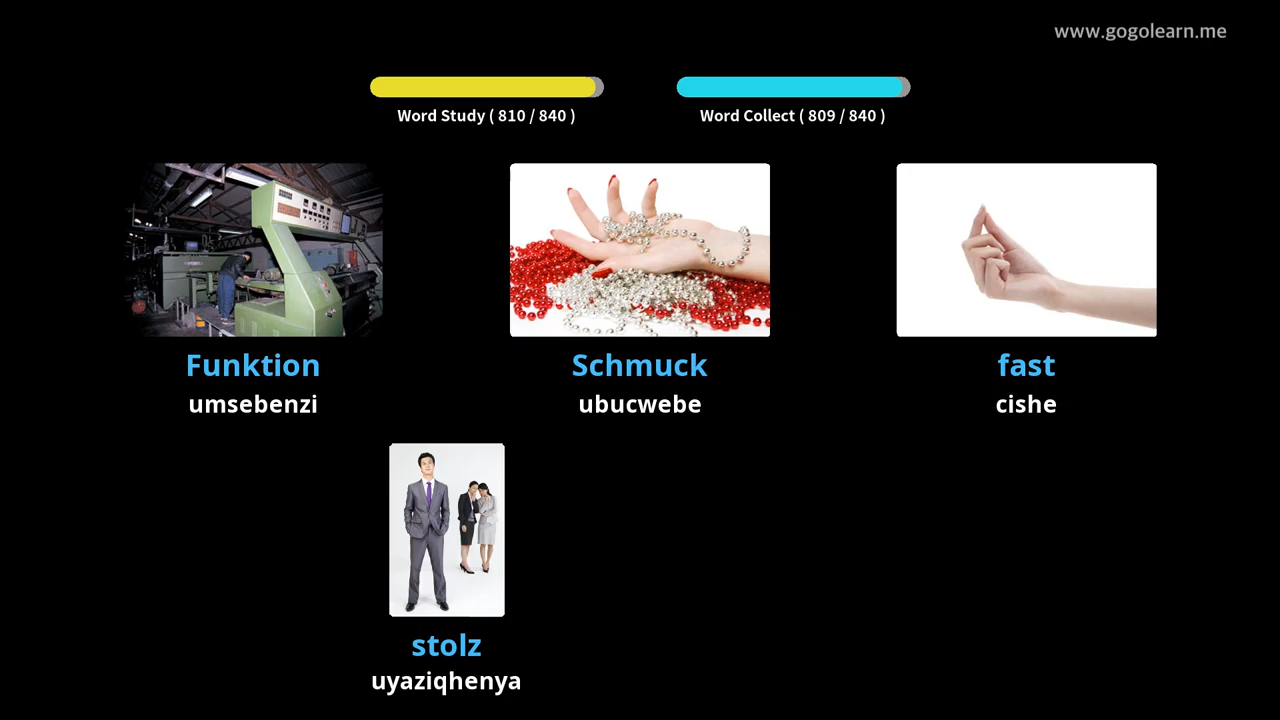 www.gogolearn.me
Word Study ( 810 / 840 )
Word Collect ( 809 / 840 )
Funktion
umsebenzi
Schmuck
ubucwebe
fast
cishe
stolz
uyaziqhenya